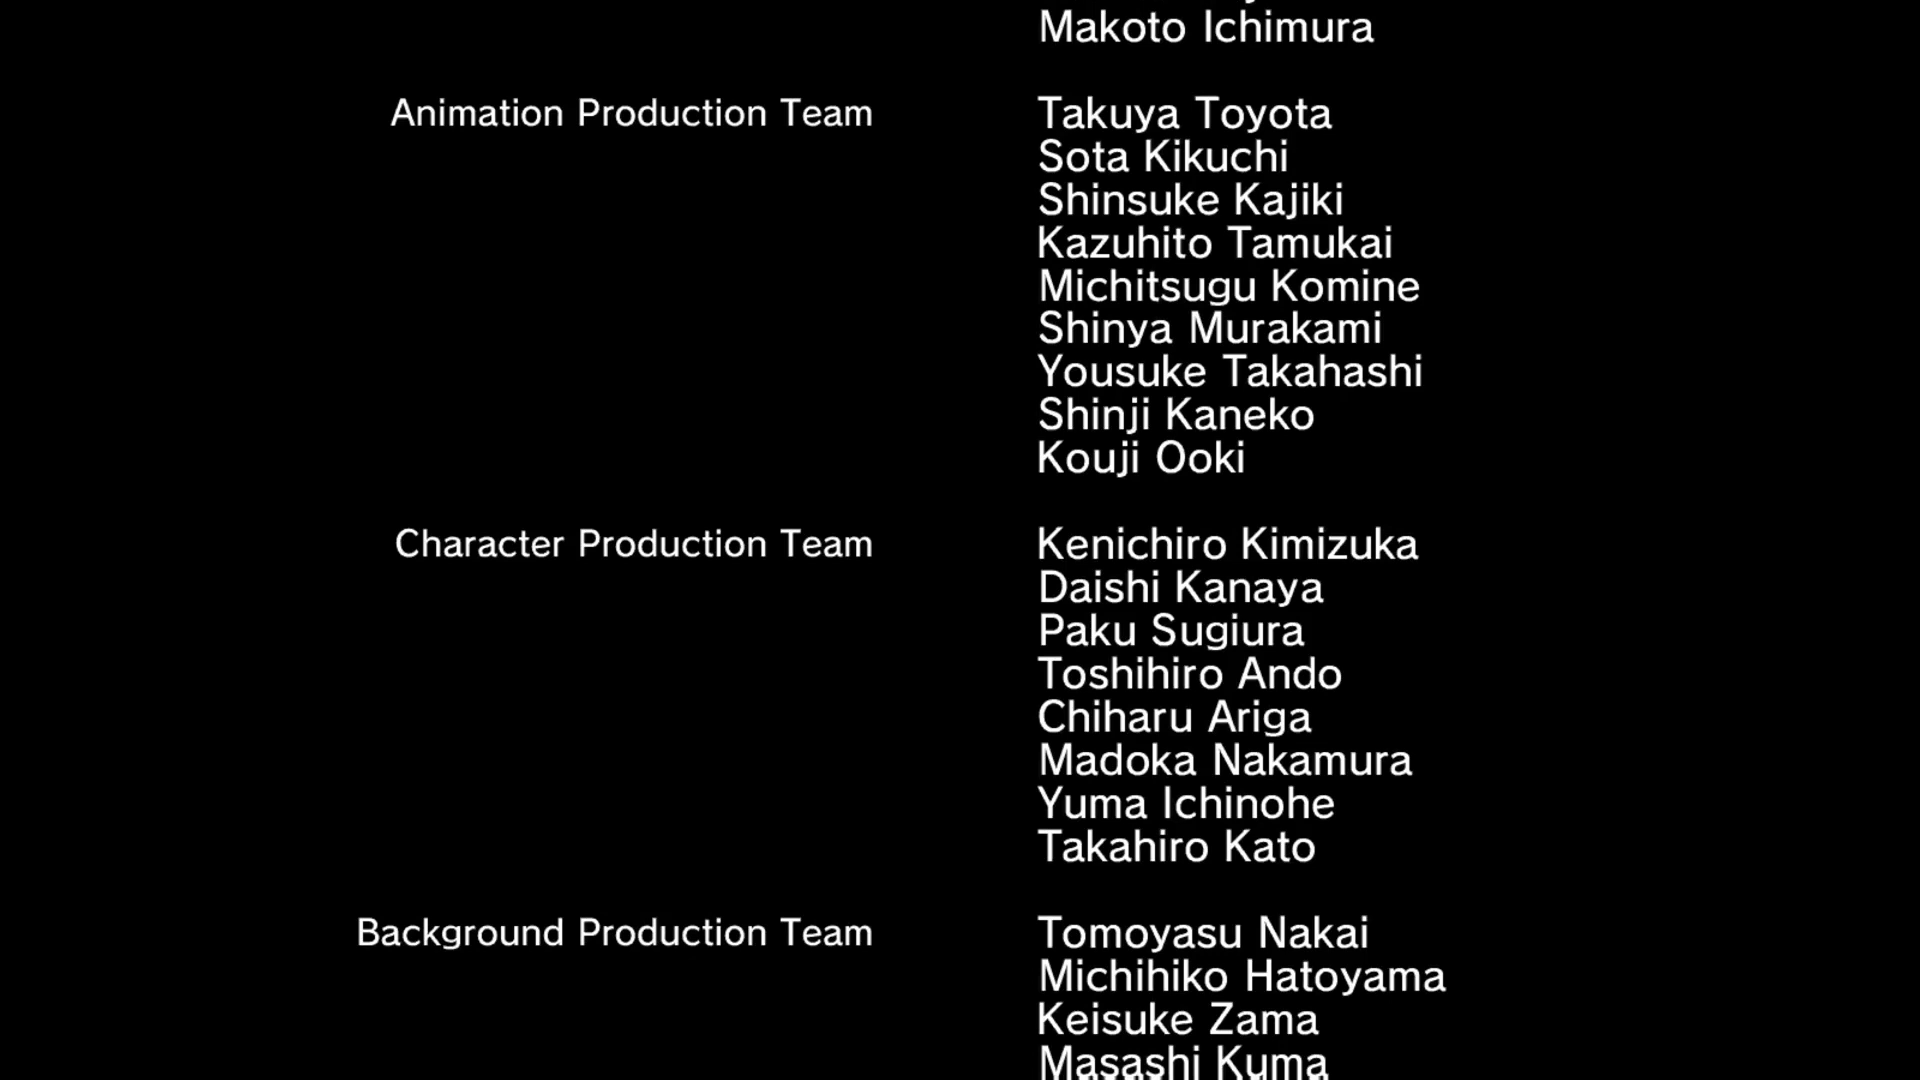 Makoto Ichimura
Animation Production Team Takuya Toyota
Sota Kikuchi
Shinsuke Kajiki
Kazuhito Tamukai
Michitsugu Komine
Shinya Murakami
Yousuke Takahashi
Shinji Kaneko
Kouji Ooki
Character Production Team Kenichiro Kimizuka
Daishi Kanaya
Paku Sugiura
Toshihiro Ando
Chiharu Ariga
Madoka Nakamura
Yuma Ichinohe
Takahiro Kato
Background Production Team Tomoyasu Nakai
Michihiko Hatoyama
Keisuke Zama
Masashi Kuma